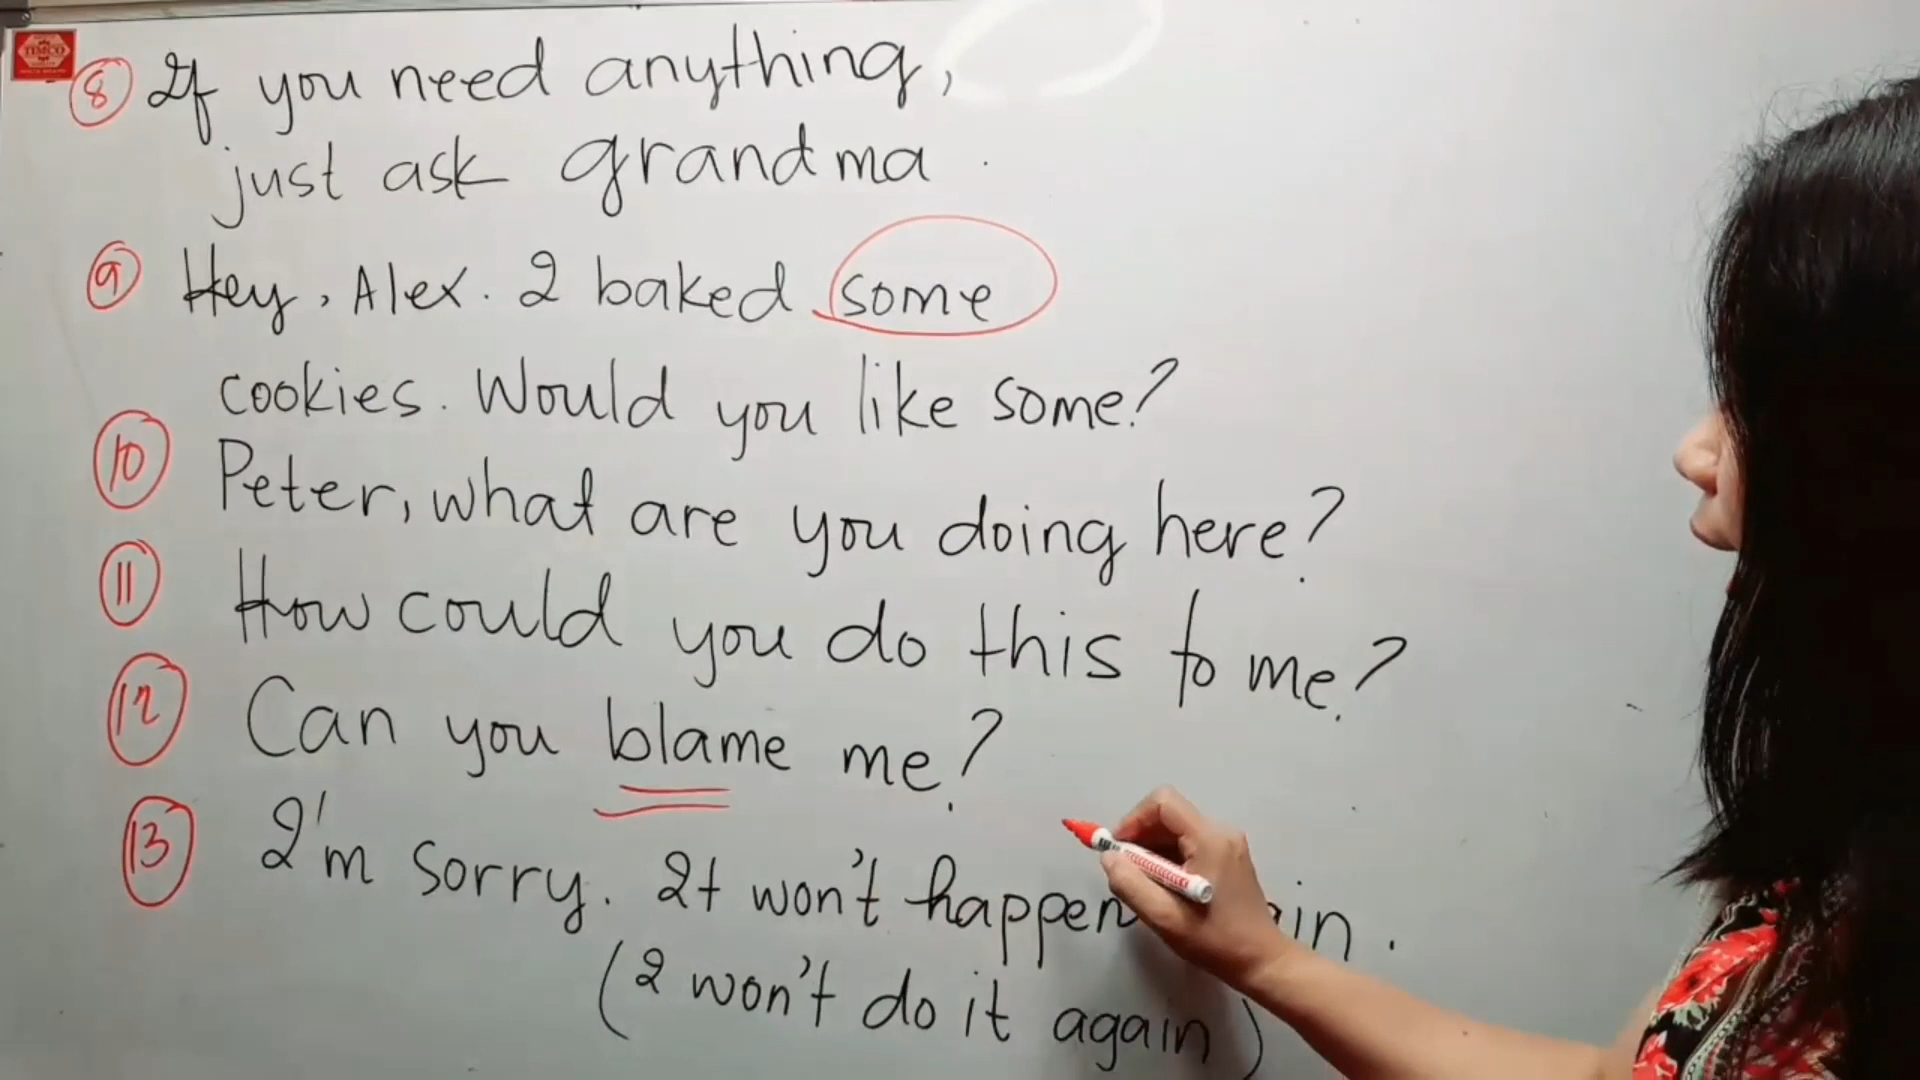 TIMCO
8 If you need anything,
just ask grandma.
9 Hey, Alex. I baked some
cookies. Would you like some?
10 Peter, what are you doing here?
11 How could you do this to me?
12 Can you blame me?
13 I'm sorry. It won't happen in.
(I won't do it again)